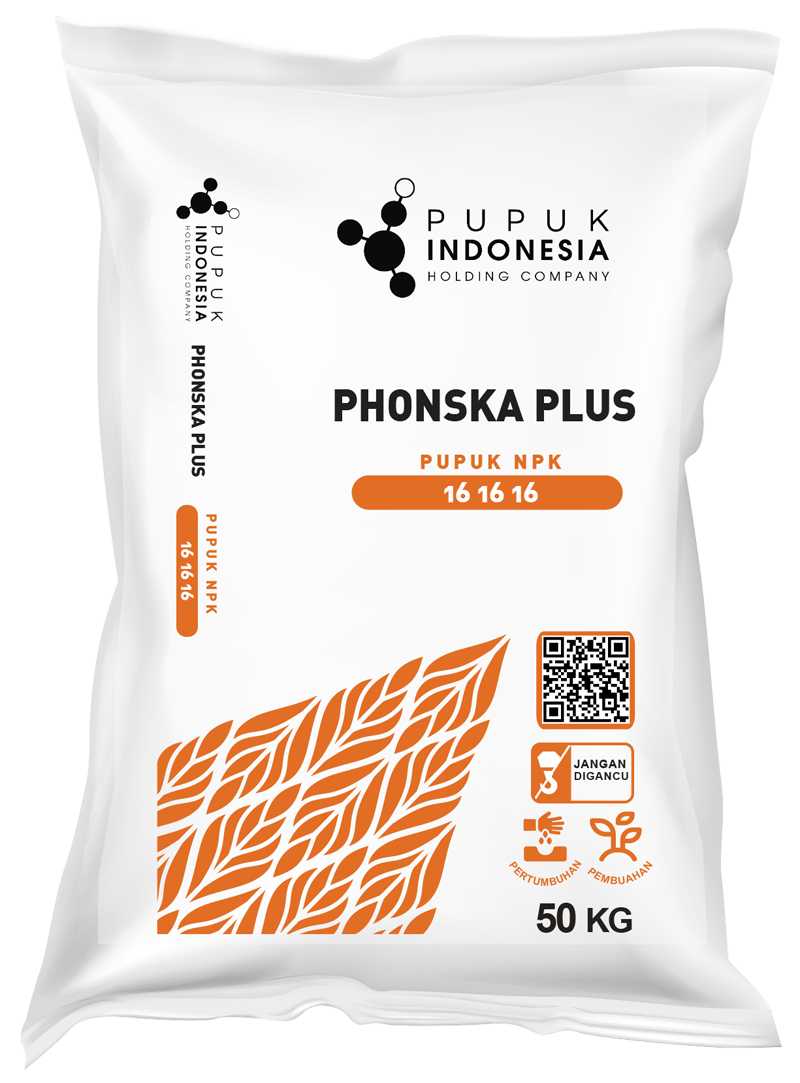 PUPUK
INDONESIA
HOLDING COMPANY
PHONSKA PLUS
PUPUK NPK
16 16 16
PUPUK
INDONESIA
HOLDING COMPANY
PHONSKA PLUS
PUPUK NPK
16 16 16
JANGAN
DIGANCU
PERTUMBUHAN
PEMBUAHAN
50 KG